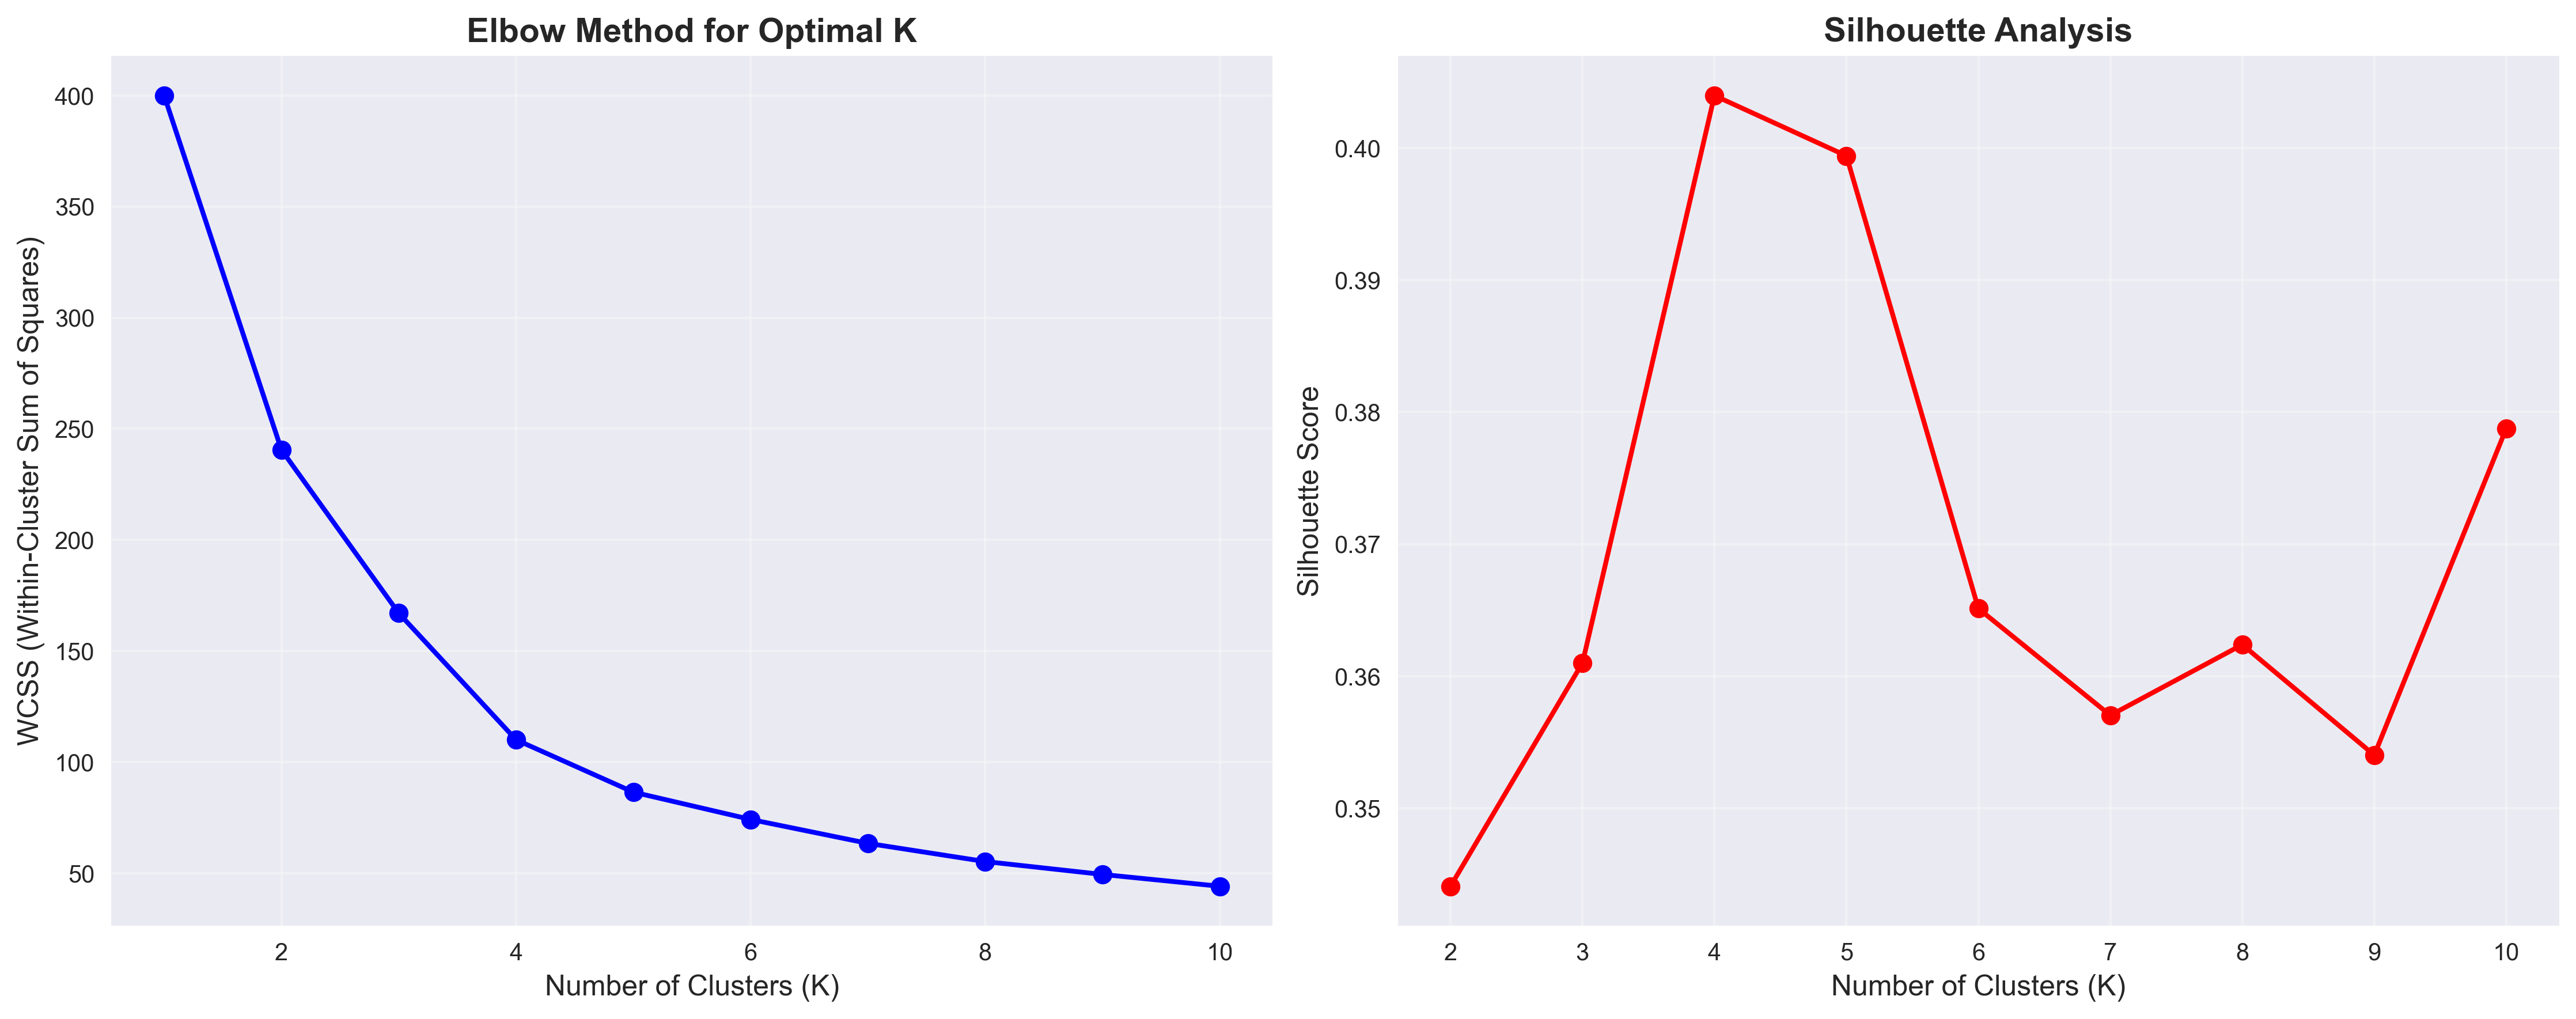 Elbow Method for Optimal K
WCSS (Within-Cluster Sum of Squares)
400
350
300
250
200
150
100
50
2 4 6 8 10
Number of Clusters (K)
Silhouette Analysis
Silhouette Score
0.40
0.39
0.38
0.37
0.36
0.35
2 3 4 5 6 7 8 9 10
Number of Clusters (K)